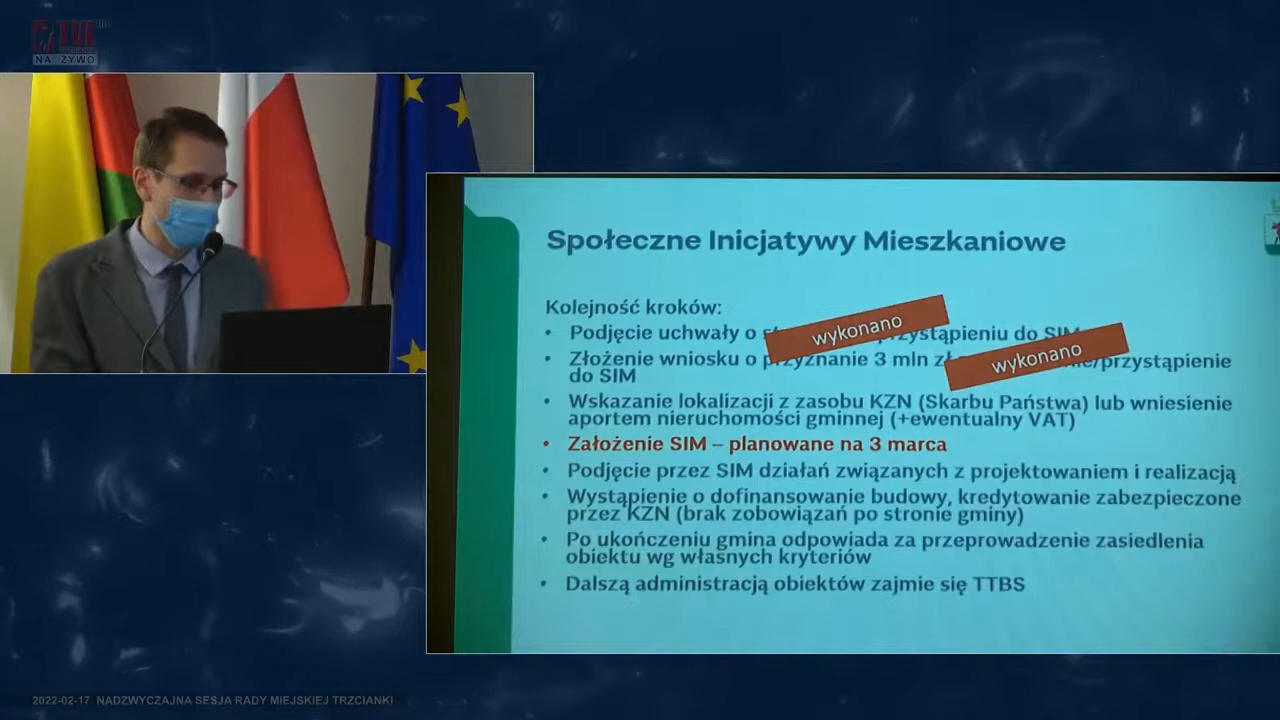 NA ŻYWO
Społeczne Inicjatywy Mieszkaniowe
Kolejność kroków:
• Podjęcie uchwały o przystąpieniu do SIM
wykonano
• Złożenie wniosku o przyznanie 3 mln zł /przystąpienie
wykonano
do SIM
• Wskazanie lokalizacji z zasobu KZN (Skarbu Państwa) lub wniesienie
aportem nieruchomości gminnej (+ewentualny VAT)
• Założenie SIM – planowane na 3 marca
• Podjęcie przez SIM działań związanych z projektowaniem i realizacją
• Wystąpienie o dofinansowanie budowy, kredytowanie zabezpieczone
przez KZN (brak zobowiązań po stronie gminy)
• Po ukończeniu gmina odpowiada za przeprowadzenie zasiedlenia
obiektu wg własnych kryteriów
• Dalszą administracją obiektów zajmie się TTBS
2022-02-17 NADZWYCZAJNA SESJA RADY MIEJSKIEJ TRZCIANKI